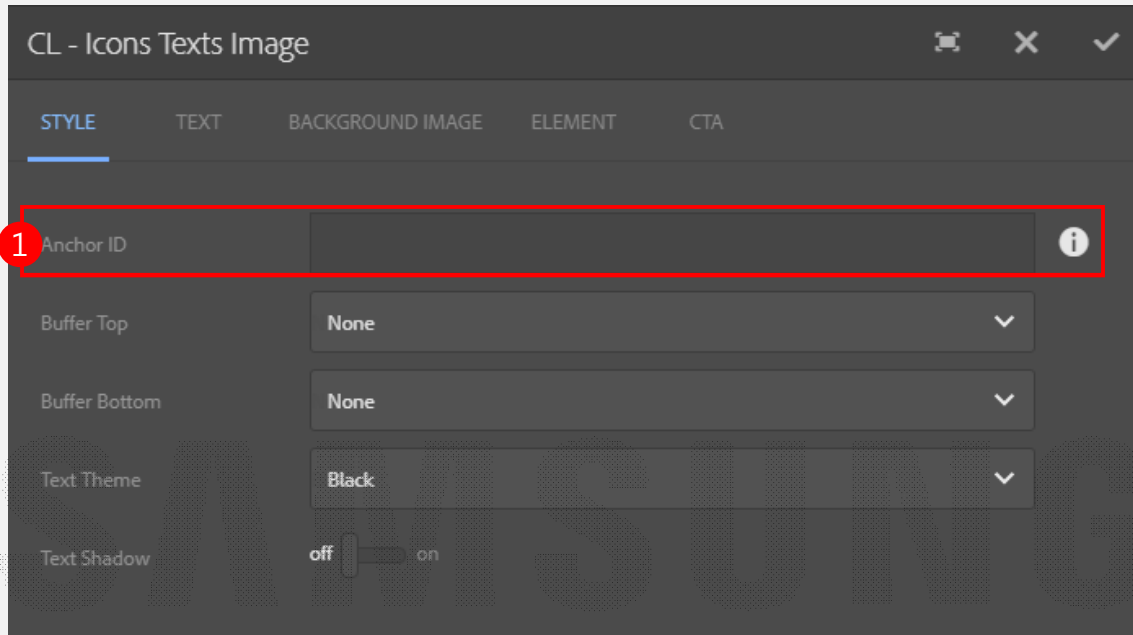 CL - Icons Texts Image
STYLE TEXT BACKGROUND IMAGE ELEMENT CTA
1 Anchor ID
Buffer Top None
Buffer Bottom None
Text Theme Black
Text Shadow off on
SAMSUNG